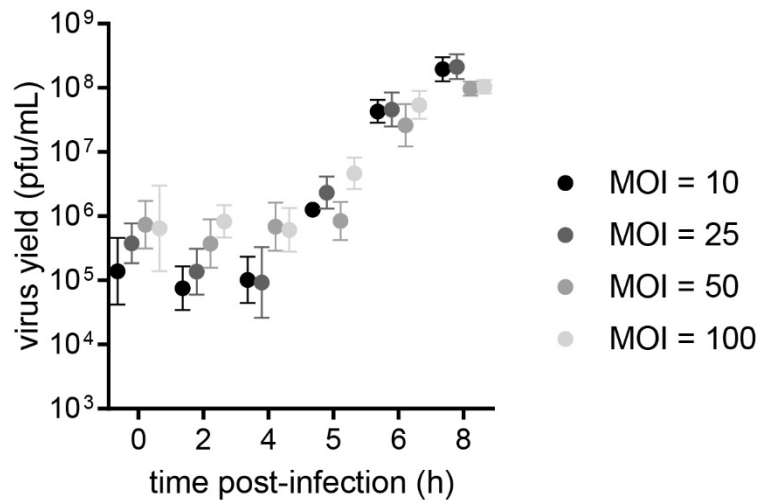 virus yield (pfu/mL)
10⁹
10⁸
10⁷
10⁶
10⁵
10⁴
10³
0 2 4 5 6 8
time post-infection (h)
MOI = 10
MOI = 25
MOI = 50
MOI = 100